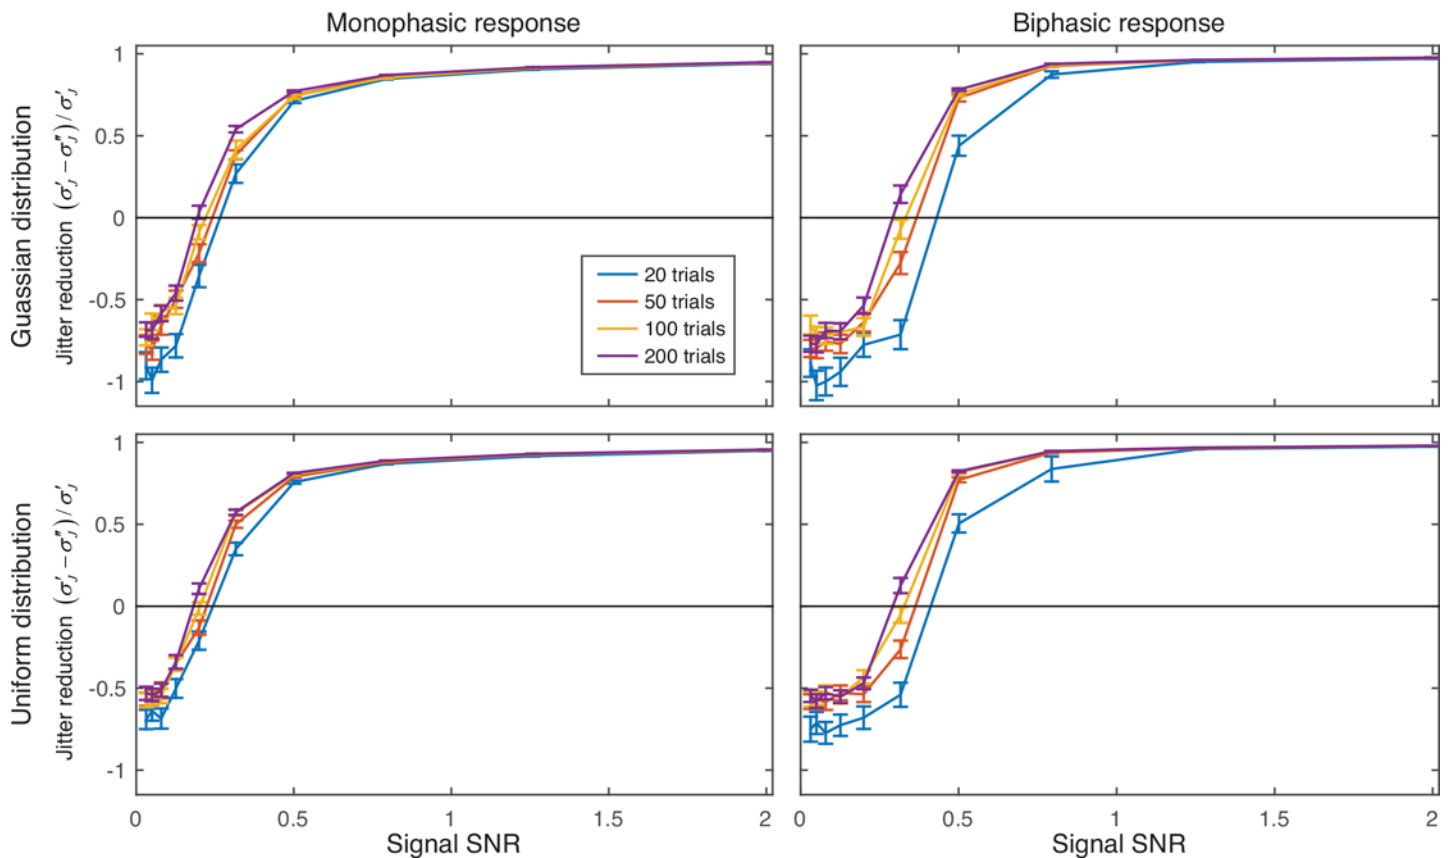 Monophasic response
Biphasic response
Guassian distribution
Jitter reduction (σ′J − σ″J) / σ′J
1
0.5
0
-0.5
-1
20 trials
50 trials
100 trials
200 trials
Uniform distribution
Jitter reduction (σ′J − σ″J) / σ′J
1
0.5
0
-0.5
-1
0 0.5 1 1.5 2
Signal SNR
0 0.5 1 1.5 2
Signal SNR